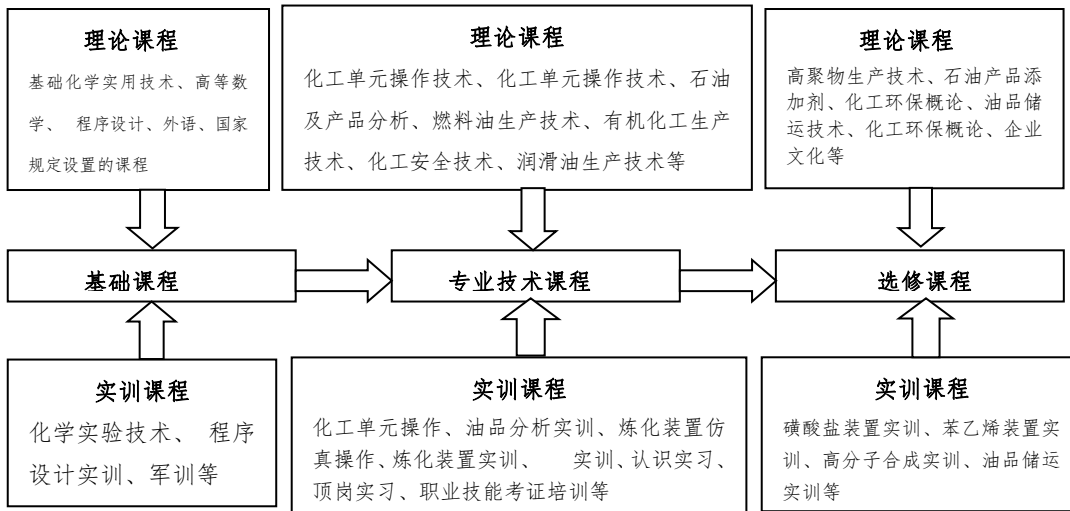 理论课程
基础化学实用技术、高等数
学、 程序设计、外语、国家
规定设置的课程
理论课程
化工单元操作技术、化工单元操作技术、石油
及产品分析、燃料油生产技术、有机化工生产
技术、化工安全技术、润滑油生产技术等
理论课程
高聚物生产技术、石油产品添
加剂、化工环保概论、油品储
运技术、化工环保概论、企业
文化等
基础课程
专业技术课程
选修课程
实训课程
化学实验技术、 程序
设计实训、军训等
实训课程
化工单元操作、油品分析实训、炼化装置仿
真操作、炼化装置实训、 实训、认识实习、
顶岗实习、职业技能考证培训等
实训课程
磺酸盐装置实训、苯乙烯装置实
训、高分子合成实训、油品储运
实训等